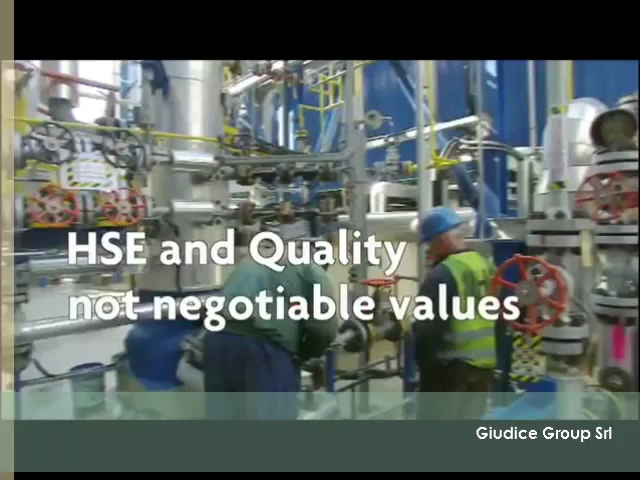 HSE and Quality
not negotiable values
Giudice Group Srl